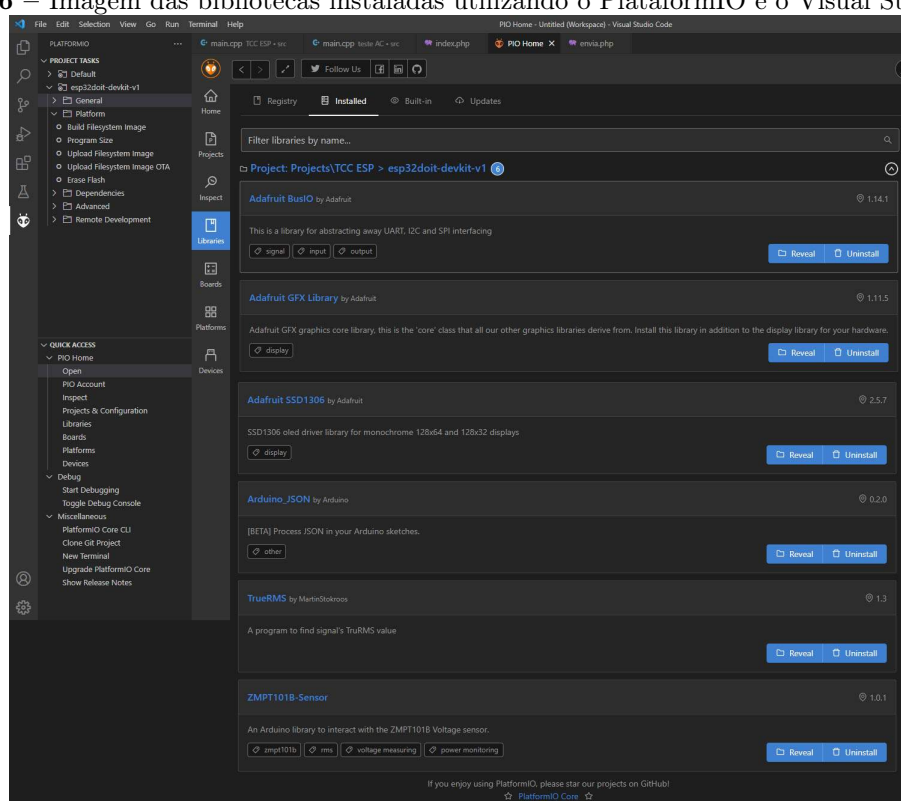 6 – Imagem das bibliotecas instaladas utilizando o PlataformIO e o Visual St
File Edit Selection View Go Run Terminal Help
PIO Home - Untitled (Workspace) - Visual Studio Code
PLATFORMIO
main.cpp TCC ESP • src
main.cpp teste AC • src
index.php
PIO Home
envia.php
PROJECT TASKS
Default
esp32doit-devkit-v1
General
Platform
Build Filesystem Image
Program Size
Upload Filesystem Image
Upload Filesystem Image OTA
Erase Flash
Dependencies
Advanced
Remote Development
QUICK ACCESS
PIO Home
Open
PIO Account
Inspect
Projects & Configuration
Libraries
Boards
Platforms
Devices
Debug
Start Debugging
Toggle Debug Console
Miscellaneous
PlatformIO Core CLI
Clone Git Project
New Terminal
Upgrade PlatformIO Core
Show Release Notes
Home
Projects
Inspect
Libraries
Boards
Platforms
Devices
Follow Us
Registry Installed Built-in Updates
Filter libraries by name...
Project: Projects\TCC ESP > esp32doit-devkit-v1 6
Adafruit BusIO by Adafruit 1.14.1
This is a library for abstracting away UART, I2C and SPI interfacing
signal input output
Reveal Uninstall
Adafruit GFX Library by Adafruit 1.11.5
Adafruit GFX graphics core library, this is the 'core' class that all our other graphics libraries derive from. Install this library in addition to the display library for your hardware.
display
Reveal Uninstall
Adafruit SSD1306 by Adafruit 2.5.7
SSD1306 oled driver library for monochrome 128x64 and 128x32 displays
display
Reveal Uninstall
Arduino_JSON by Arduino 0.2.0
[BETA] Process JSON in your Arduino sketches.
other
Reveal Uninstall
TrueRMS by MartinStokroos 1.3
A program to find signal's TruRMS value
Reveal Uninstall
ZMPT101B-Sensor 1.0.1
An Arduino library to interact with the ZMPT101B Voltage sensor.
zmpt101b rms voltage measuring power monitoring
Reveal Uninstall
If you enjoy using PlatformIO, please star our projects on GitHub!
PlatformIO Core